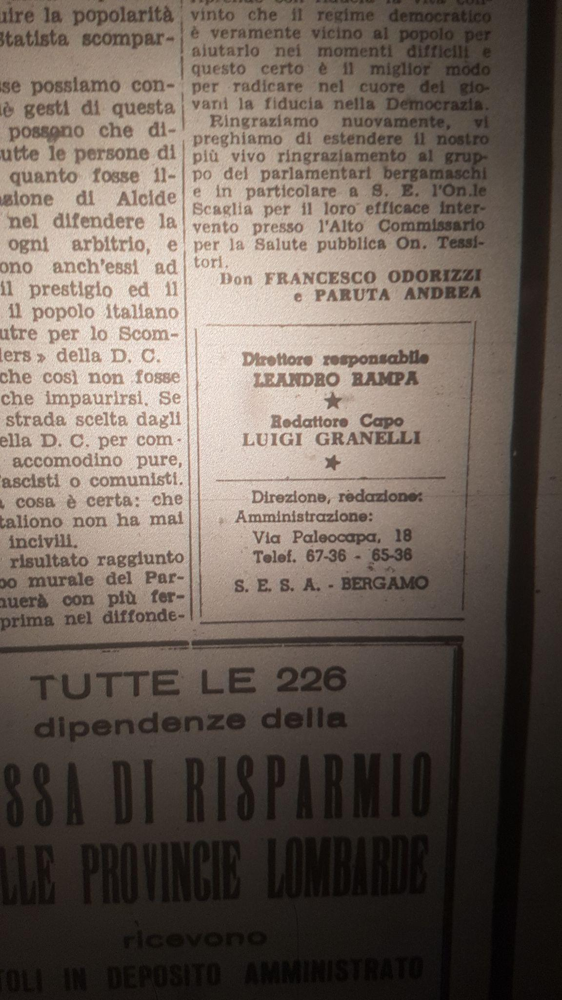 uire la popolarità
Statista scompar-
sse possiamo con-
gesti di questa
possono che di-
utte le persone di
quanto fosse il-
azione di Alcide
nel difendere la
ogni arbitrio, e
ono anch'essi ad
il prestigio ed il
il popolo italiano
utre per lo Scom-
lers» della D. C.
che così non fosse
che impaurirsi. Se
strada scelta dagli
ella D. C. per com-
accomodino pure,
fascisti o comunisti.
a cosa è certa: che
taliono non ha mai
incivili.
risultato raggiunto
po murale del Par-
nuerà con più fer-
prima nel diffonde-
vinto che il regime democratico
è veramente vicino al popolo per
aiutarlo nei momenti difficili e
questo certo è il miglior modo
per radicare nel cuore dei gio-
vani la fiducia nella Democrazia.
Ringraziamo nuovamente, vi
preghiamo di estendere il nostro
più vivo ringraziamento al grup-
po dei parlamentari bergamaschi
e in particolare a S. E. l'On.le
Scaglia per il loro efficace inter-
vento presso l'Alto Commissario
per la Salute pubblica On. Tessi-
tori.
Don FRANCESCO ODORIZZI
e PARUTA ANDREA
Direttore responsabile
LEANDRO RAMPA
★
Redattore Capo
LUIGI GRANELLI
★
Direzione, redazione:
Amministrazione:
Via Paleocapa, 18
Telef. 67-36 - 65-36
S. E. S. A. - BERGAMO
TUTTE LE 226
dipendenze della
SSA DI RISPARMIO
LLE PROVINCIE LOMBARDE
ricevono
TOLI IN DEPOSITO AMMINISTRATO